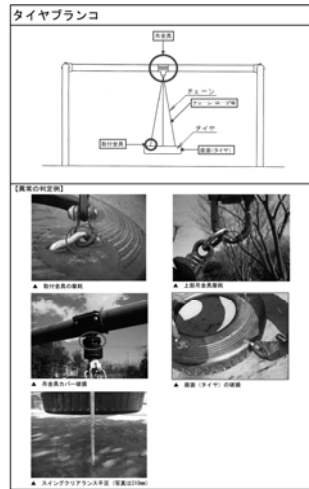 タイヤブランコ
吊金具
チェーン
チェーン・ロープ等
タイヤ
取付金具
座面(タイヤ)
【異常の判定例】
▲ 取付金具の磨耗
▲ 上部吊金具磨耗
▲ 吊金具カバー破損
▲ 座面(タイヤ)の破損
▲ スイングクリアランス不足(写真は310mm)